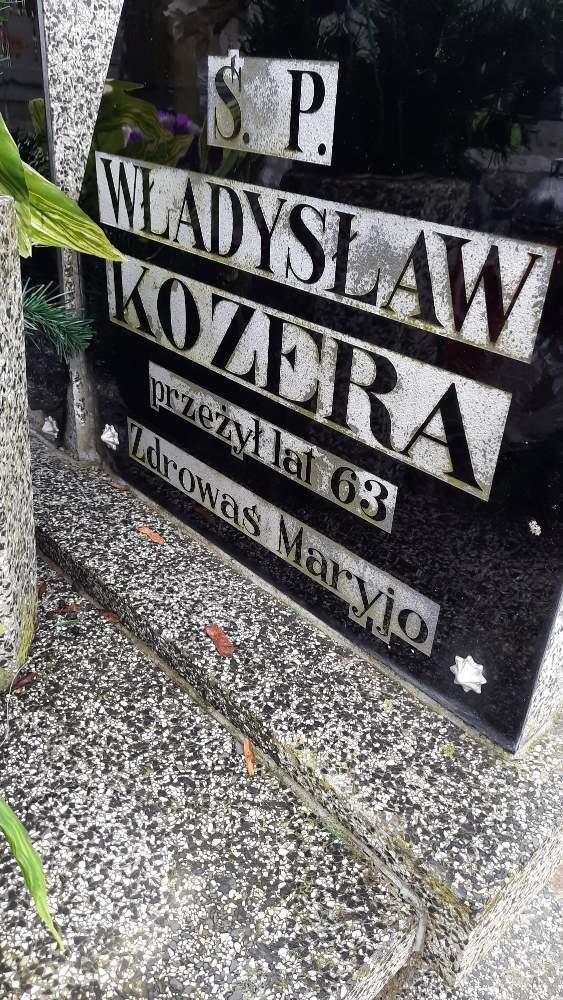 Ś. P.
WŁADYSŁAW
KOZERA
przeżył lat 63
Zdrowaś Maryjo